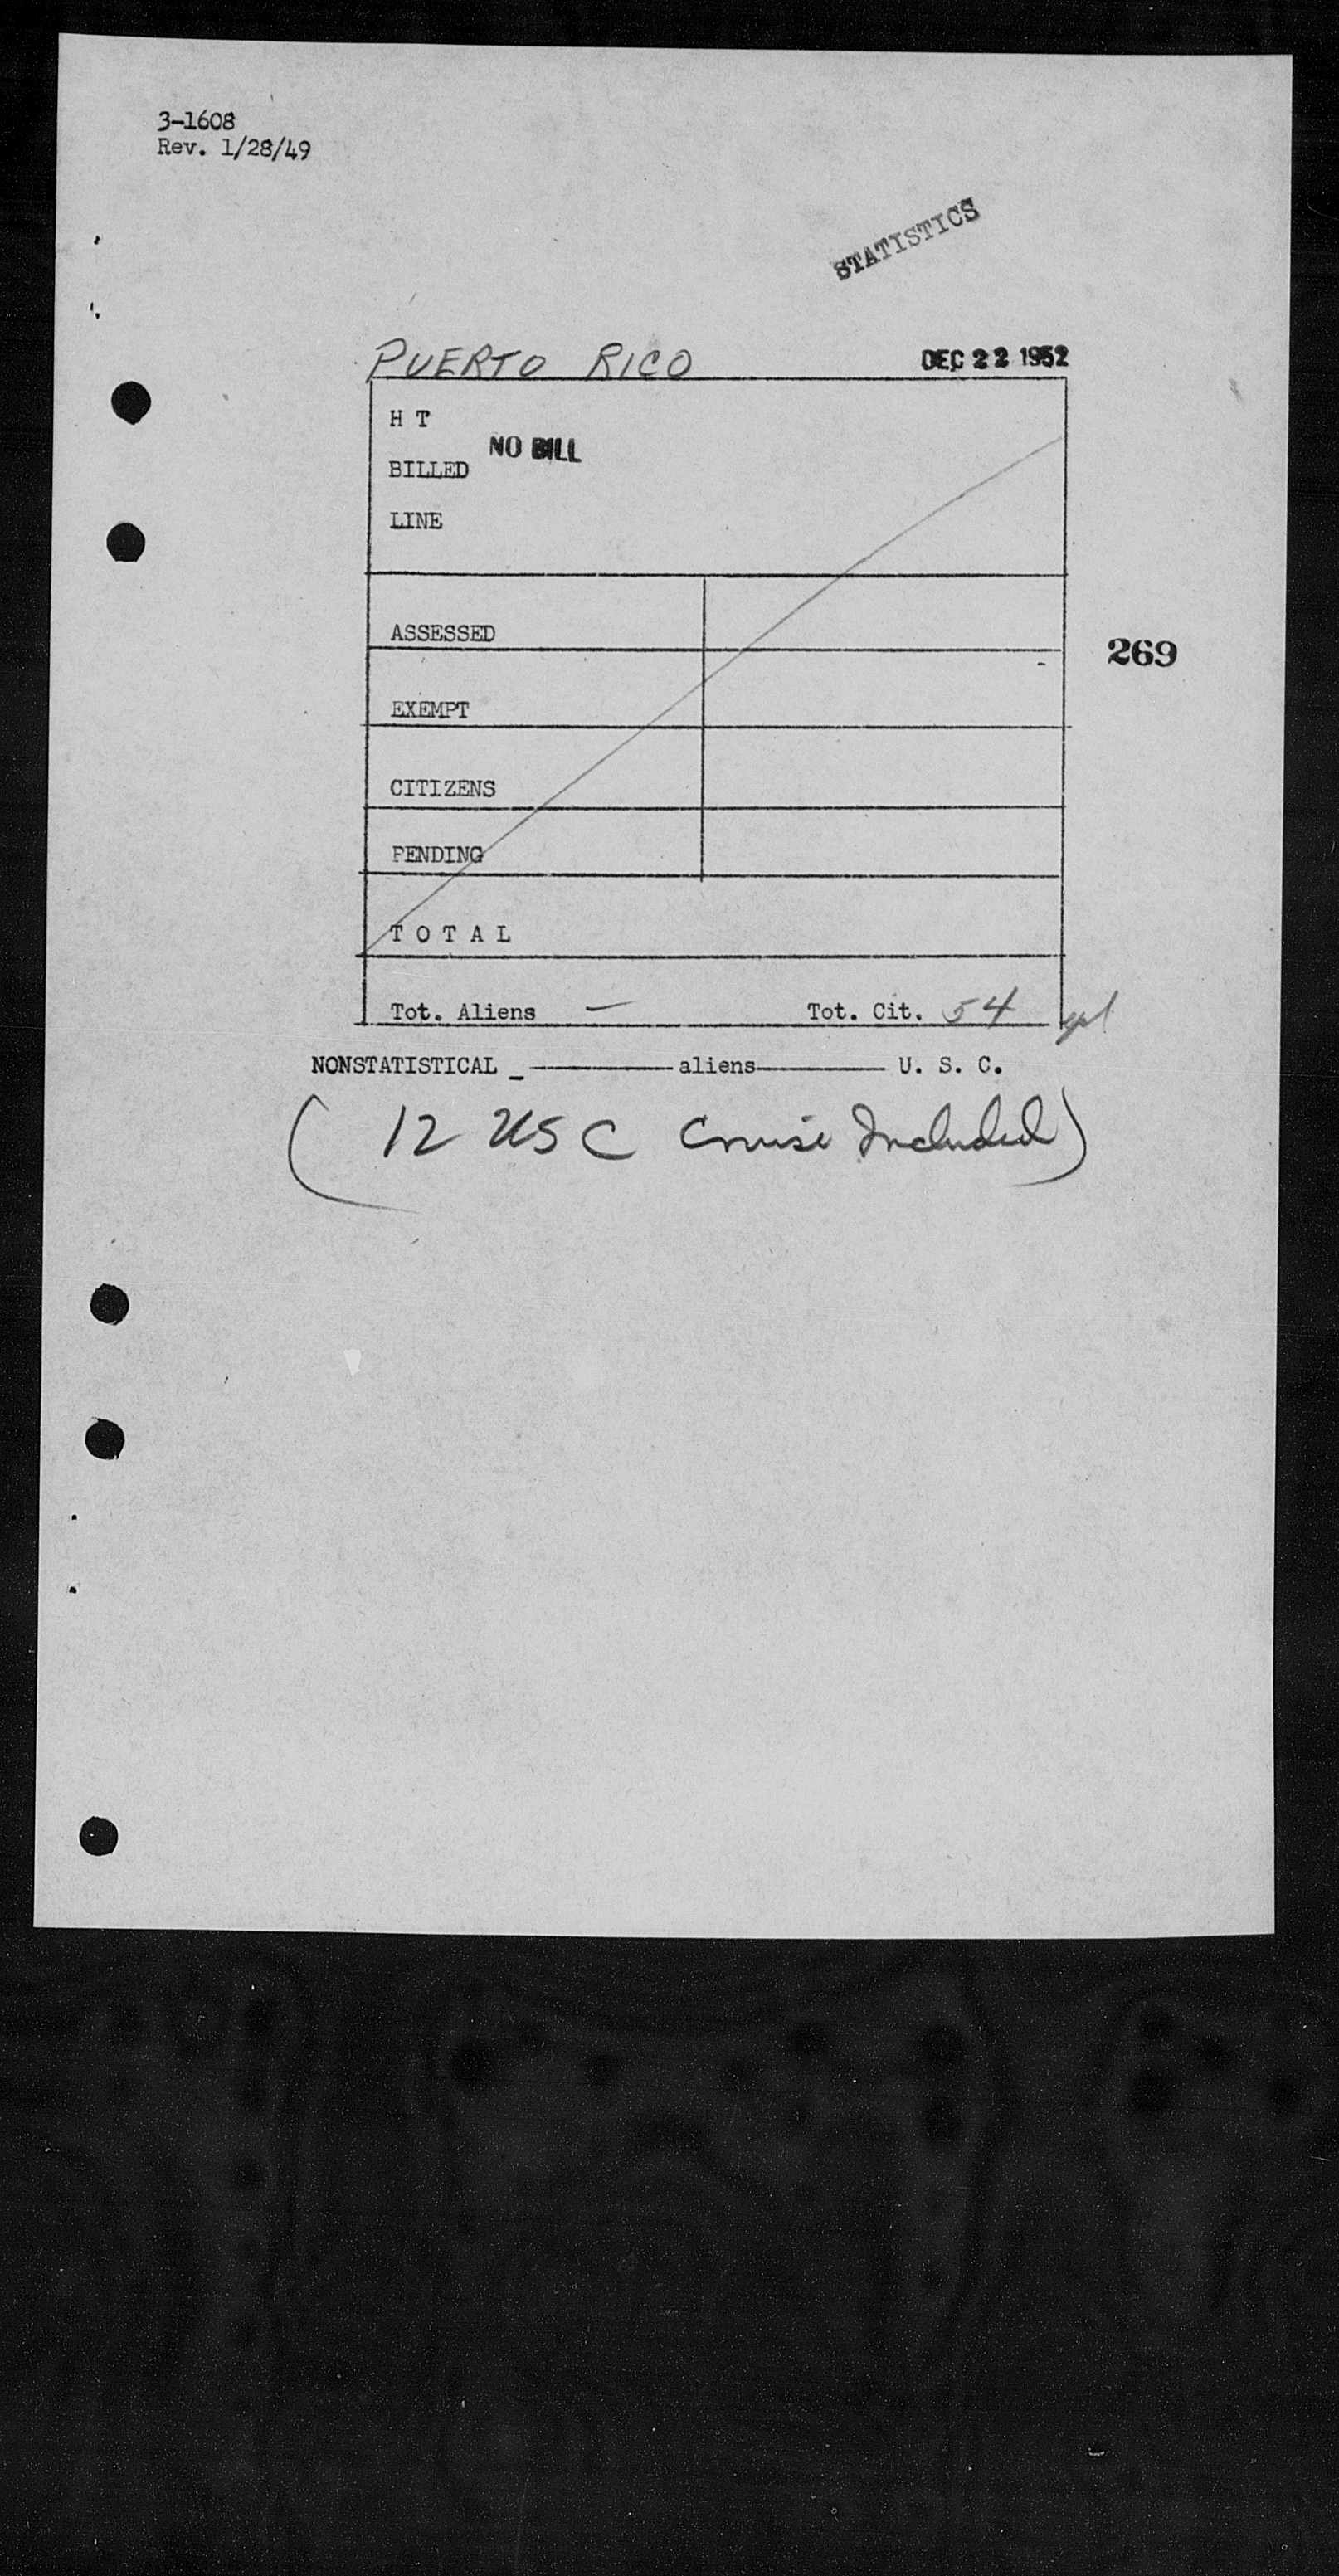 3-1608
Rev. 1/28/49
STATISTICS
PUERTO RICO DEC 22 1952
H T
NO BILL
BILLED
LINE
ASSESSED
269
EXEMPT
CITIZENS
PENDING
T O T A L
Tot. Aliens — Tot. Cit. 54
NONSTATISTICAL _ aliens U. S. C.
( 12 USC Cruise Included )